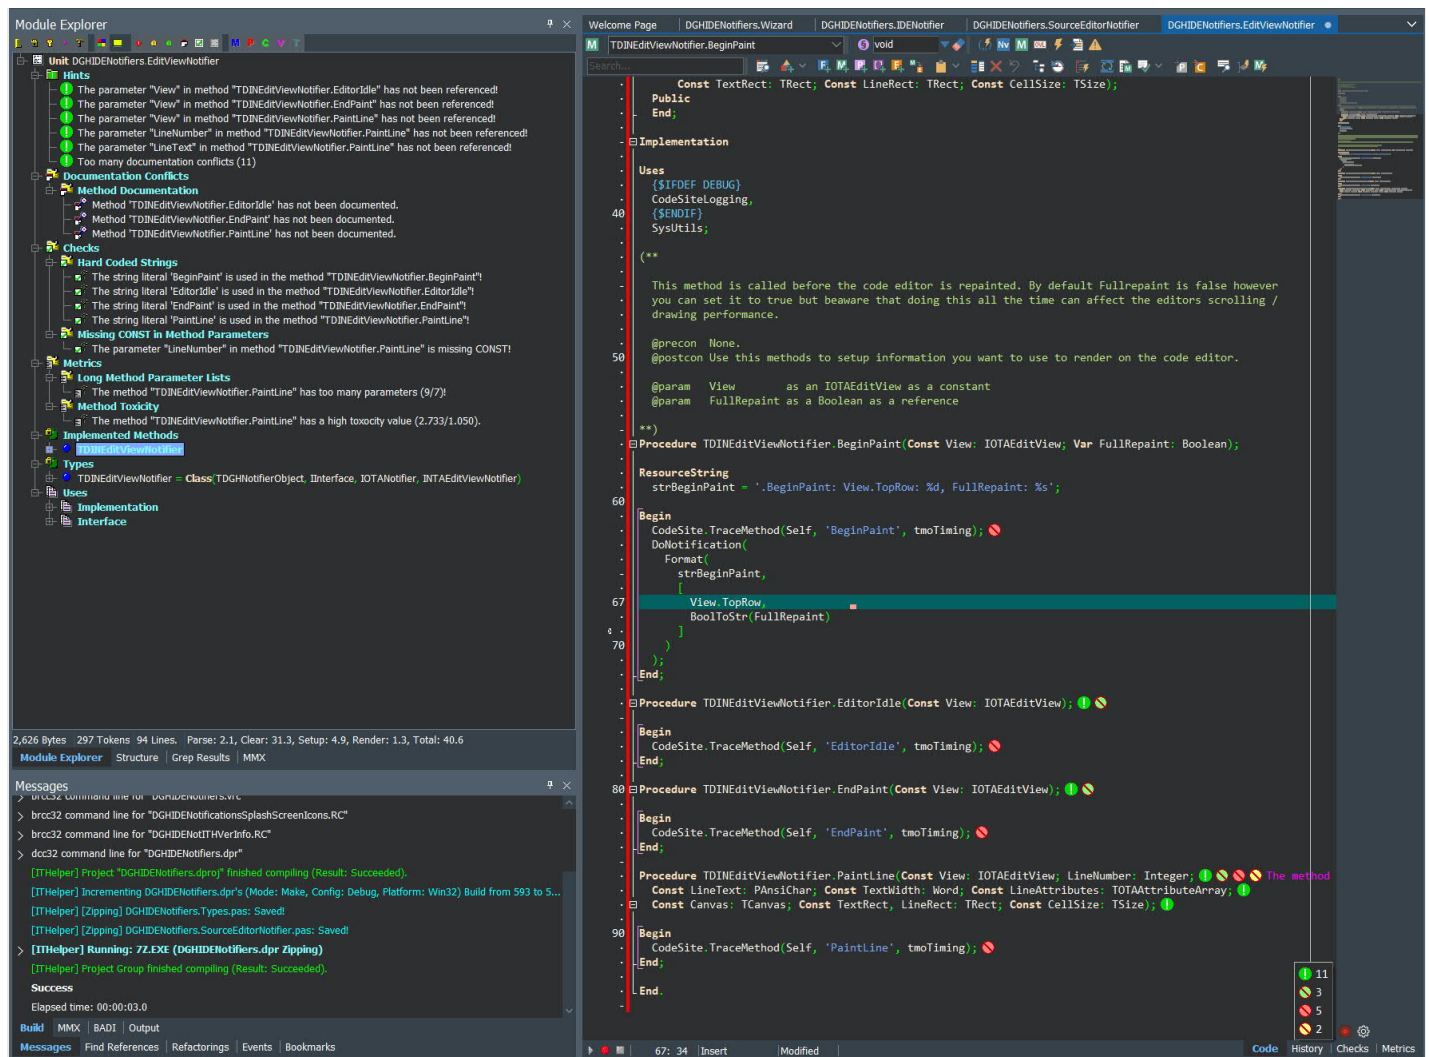 Module Explorer
Unit DGHIDENotifiers.EditViewNotifier
Hints
The parameter "View" in method "TDINEditViewNotifier.EditorIdle" has not been referenced!
The parameter "View" in method "TDINEditViewNotifier.EndPaint" has not been referenced!
The parameter "View" in method "TDINEditViewNotifier.PaintLine" has not been referenced!
The parameter "LineNumber" in method "TDINEditViewNotifier.PaintLine" has not been referenced!
The parameter "LineText" in method "TDINEditViewNotifier.PaintLine" has not been referenced!
Too many documentation conflicts (11)
Documentation Conflicts
Method Documentation
Method 'TDINEditViewNotifier.EditorIdle' has not been documented.
Method 'TDINEditViewNotifier.EndPaint' has not been documented.
Method 'TDINEditViewNotifier.PaintLine' has not been documented.
Checks
Hard Coded Strings
The string literal 'BeginPaint' is used in the method "TDINEditViewNotifier.BeginPaint"!
The string literal 'EditorIdle' is used in the method "TDINEditViewNotifier.EditorIdle"!
The string literal 'EndPaint' is used in the method "TDINEditViewNotifier.EndPaint"!
The string literal 'PaintLine' is used in the method "TDINEditViewNotifier.PaintLine"!
Missing CONST in Method Parameters
The parameter "LineNumber" in method "TDINEditViewNotifier.PaintLine" is missing CONST!
Metrics
Long Method Parameter Lists
The method "TDINEditViewNotifier.PaintLine" has too many parameters (9/7)!
Method Toxicity
The method "TDINEditViewNotifier.PaintLine" has a high toxocity value (2.733/1.050).
Implemented Methods
TDINEditViewNotifier
Types
TDINEditViewNotifier = Class(TDGHNotifierObject, IInterface, IOTANotifier, INTAEditViewNotifier)
Uses
Implementation
Interface
2,626 Bytes 297 Tokens 94 Lines. Parse: 2.1, Clear: 31.3, Setup: 4.9, Render: 1.3, Total: 40.6
Module Explorer Structure Grep Results MMX
Messages
brcc32 command line for "DGHIDENotifiers.vrc"
brcc32 command line for "DGHIDENotificationsSplashScreenIcons.RC"
brcc32 command line for "DGHIDENotITHVerInfo.RC"
dcc32 command line for "DGHIDENotifiers.dpr"
[ITHelper] Project "DGHIDENotifiers.dproj" finished compiling (Result: Succeeded).
[ITHelper] Incrementing DGHIDENotifiers.dpr's (Mode: Make, Config: Debug, Platform: Win32) Build from 593 to 5...
[ITHelper] [Zipping] DGHIDENotifiers.Types.pas: Saved!
[ITHelper] [Zipping] DGHIDENotifiers.SourceEditorNotifier.pas: Saved!
[ITHelper] Running: 7Z.EXE (DGHIDENotifiers.dpr Zipping)
[ITHelper] Project Group finished compiling (Result: Succeeded).
Success
Elapsed time: 00:00:03.0
Build MMX BADI Output
Messages Find References Refactorings Events Bookmarks
Welcome Page DGHIDENotifiers.Wizard DGHIDENotifiers.IDENotifier DGHIDENotifiers.SourceEditorNotifier DGHIDENotifiers.EditViewNotifier
M TDINEditViewNotifier.BeginPaint void
Search...
Const TextRect: TRect; Const LineRect: TRect; Const CellSize: TSize);
Public
End;
Implementation
Uses
{$IFDEF DEBUG}
CodeSiteLogging,
40 {$ENDIF}
SysUtils;
(**
This method is called before the code editor is repainted. By default Fullrepaint is false however
you can set it to true but beaware that doing this all the time can affect the editors scrolling /
drawing performance.
@precon None.
50 @postcon Use this methods to setup information you want to use to render on the code editor.
@param View as an IOTAEditView as a constant
@param FullRepaint as a Boolean as a reference
**)
Procedure TDINEditViewNotifier.BeginPaint(Const View: IOTAEditView; Var FullRepaint: Boolean);
ResourceString
strBeginPaint = '.BeginPaint: View.TopRow: %d, FullRepaint: %s';
60
Begin
CodeSite.TraceMethod(Self, 'BeginPaint', tmoTiming);
DoNotification(
Format(
strBeginPaint,
[
67 View.TopRow,
BoolToStr(FullRepaint)
]
70 )
);
End;
Procedure TDINEditViewNotifier.EditorIdle(Const View: IOTAEditView);
Begin
CodeSite.TraceMethod(Self, 'EditorIdle', tmoTiming);
End;
80 Procedure TDINEditViewNotifier.EndPaint(Const View: IOTAEditView);
Begin
CodeSite.TraceMethod(Self, 'EndPaint', tmoTiming);
End;
Procedure TDINEditViewNotifier.PaintLine(Const View: IOTAEditView; LineNumber: Integer; The method
Const LineText: PAnsiChar; Const TextWidth: Word; Const LineAttributes: TOTAAttributeArray;
Const Canvas: TCanvas; Const TextRect, LineRect: TRect; Const CellSize: TSize);
90 Begin
CodeSite.TraceMethod(Self, 'PaintLine', tmoTiming);
End;
End.
11
3
5
2
67: 34 Insert Modified
Code History Checks Metrics